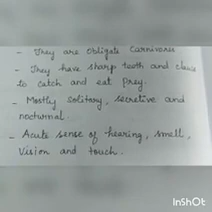 - They are Obligate Carnivores
- They have sharp teeth and claws
to catch and eat prey.
- Mostly solitary, secretive and
nocturnal.
- Acute sense of hearing, smell,
Vision and touch.
InShOt